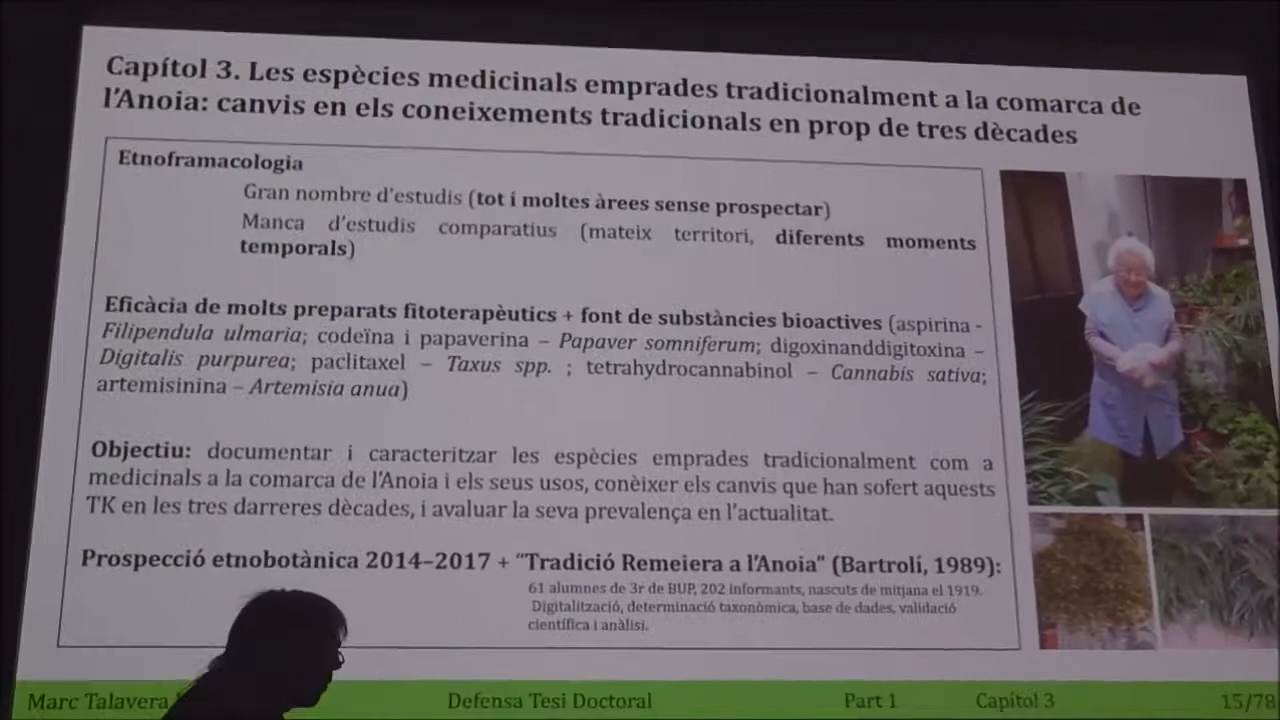 Capítol 3. Les espècies medicinals emprades tradicionalment a la comarca de
l'Anoia: canvis en els coneixements tradicionals en prop de tres dècades
Etnoframacologia
Gran nombre d'estudis (tot i moltes àrees sense prospectar)
Manca d'estudis comparatius (mateix territori, diferents moments
temporals)
Eficàcia de molts preparats fitoterapèutics + font de substàncies bioactives (aspirina -
Filipendula ulmaria; codeïna i papaverina – Papaver somniferum; digoxinanddigitoxina –
Digitalis purpurea; paclitaxel – Taxus spp. ; tetrahydrocannabinol – Cannabis sativa;
artemisinina – Artemisia anua)
Objectiu: documentar i caracteritzar les espècies emprades tradicionalment com a
medicinals a la comarca de l'Anoia i els seus usos, conèixer els canvis que han sofert aquests
TK en les tres darreres dècades, i avaluar la seva prevalença en l'actualitat.
Prospecció etnobotànica 2014–2017 + "Tradició Remeiera a l'Anoia" (Bartrolí, 1989):
61 alumnes de 3r de BUP, 202 informants, nascuts de mitjana el 1919.
Digitalització, determinació taxonòmica, base de dades, validació
científica i anàlisi.
Marc Talavera Defensa Tesi Doctoral Part 1 Capítol 3 15/78